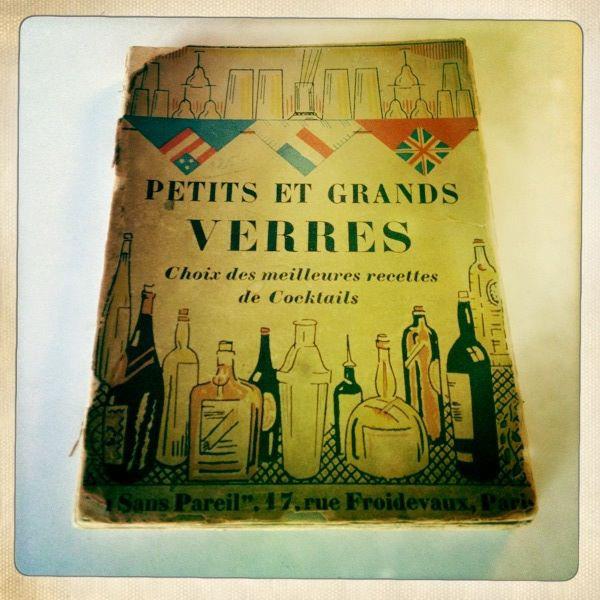 PETITS ET GRANDS
VERRES
Choix des meilleures recettes
de Cocktails
Sans Pareil", 17, rue Froidevaux, Paris